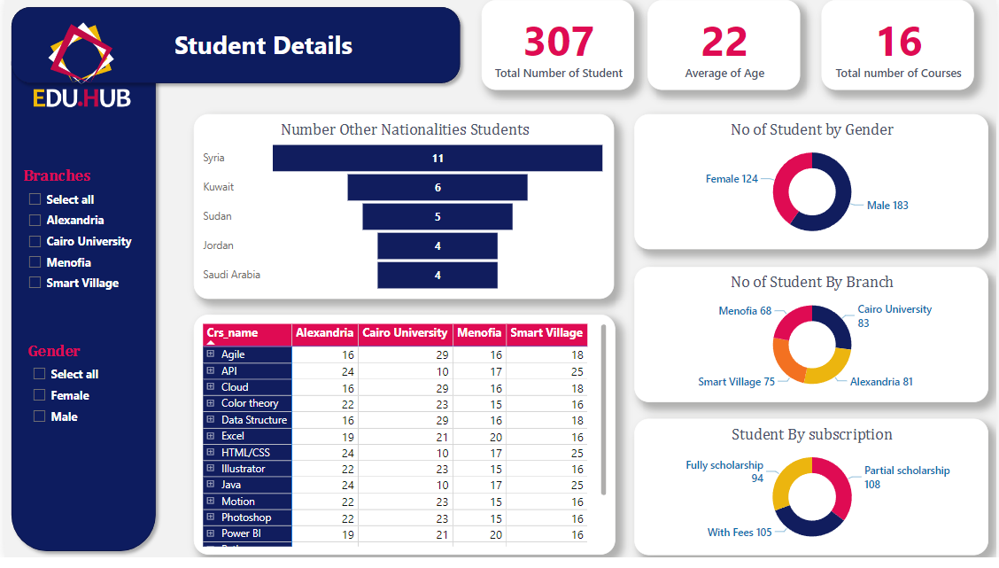 Student Details
EDU.HUB
307
Total Number of Student
22
Average of Age
16
Total number of Courses
Branches
Select all
Alexandria
Cairo University
Menofia
Smart Village
Gender
Select all
Female
Male
Number Other Nationalities Students
Syria 11
Kuwait 6
Sudan 5
Jordan 4
Saudi Arabia 4
Crs_name Alexandria Cairo University Menofia Smart Village
Agile 16 29 16 18
API 24 10 17 25
Cloud 16 29 16 18
Color theory 22 23 15 16
Data Structure 16 29 16 18
Excel 19 21 20 16
HTML/CSS 24 10 17 25
Illustrator 22 23 15 16
Java 24 10 17 25
Motion 22 23 15 16
Photoshop 22 23 15 16
Power BI 19 21 20 16
No of Student by Gender
Female 124
Male 183
No of Student By Branch
Menofia 68
Cairo University
83
Smart Village 75
Alexandria 81
Student By subscription
Fully scholarship
94
Partial scholarship
108
With Fees 105